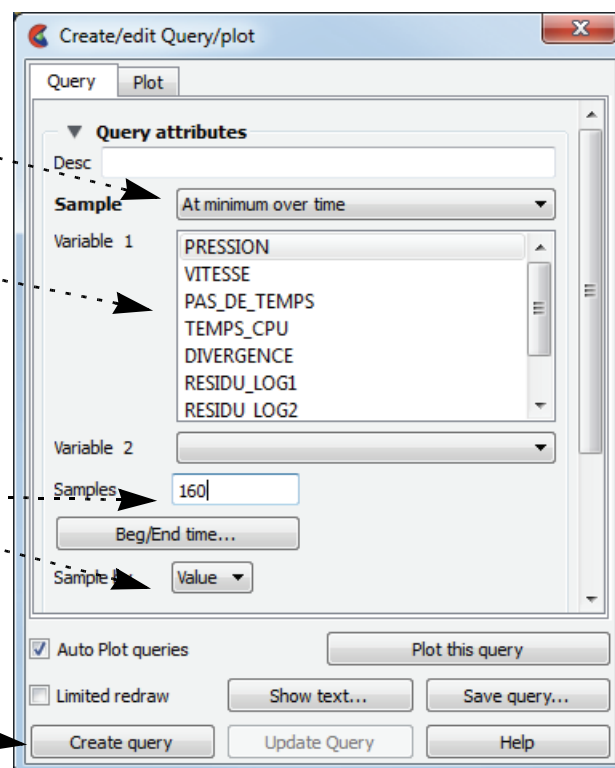 Create/edit Query/plot
Query Plot
Query attributes
Desc
Sample At minimum over time
Variable 1 PRESSION
VITESSE
PAS_DE_TEMPS
TEMPS_CPU
DIVERGENCE
RESIDU_LOG1
RESIDU_LOG2
Variable 2
Samples 160
Beg/End time...
Sample Value
Auto Plot queries Plot this query
Limited redraw Show text... Save query...
Create query Update Query Help